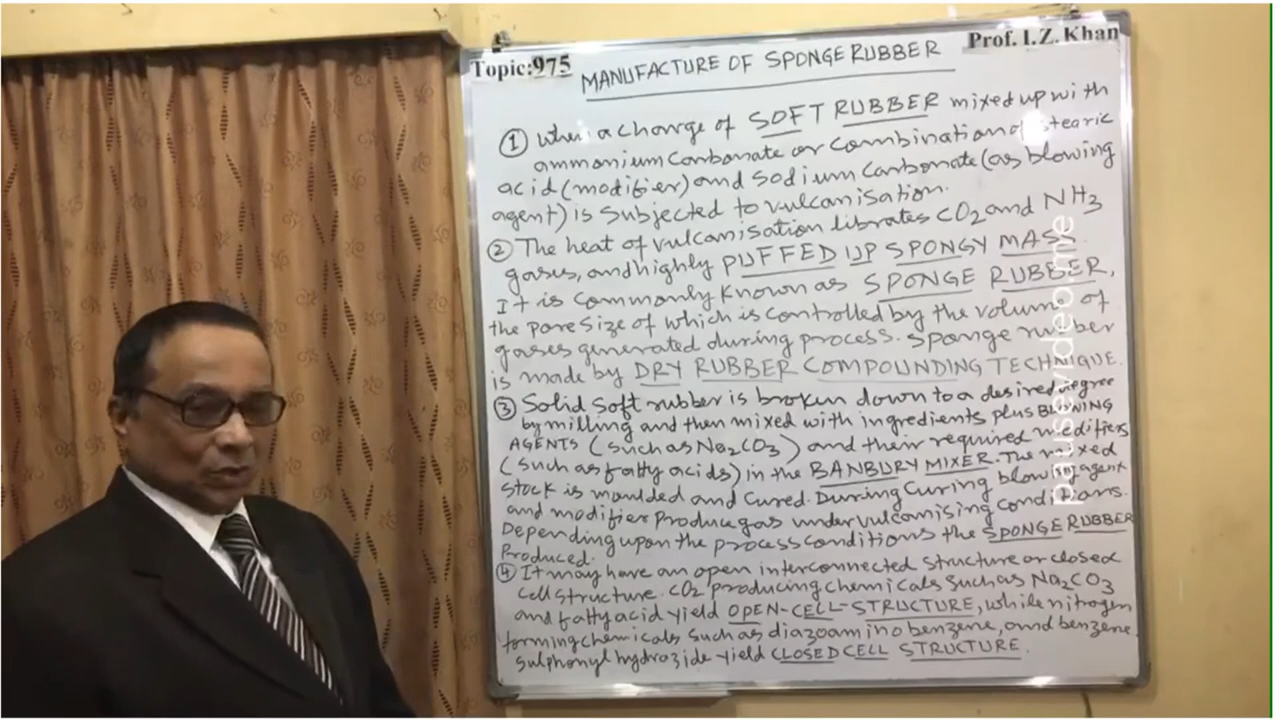 Topic:975
Prof. I.Z. Khan
MANUFACTURE OF SPONGE RUBBER
① When a charge of SOFT RUBBER mixed up with
ammonium carbonate or combination of stearic
acid (modifier) and sodium carbonate (as blowing
agent) is subjected to vulcanisation.
② The heat of vulcanisation librates CO2 and NH3
gases, and highly PUFFED UP SPONGY MASS
It is commonly known as SPONGE RUBBER,
the pore size of which is controlled by the volume of
gases generated during process. Sponge rubber
is made by DRY RUBBER COMPOUNDING TECHNIQUE.
③ Solid soft rubber is broken down to a desired degree
by milling and then mixed with ingredients plus BLOWING
AGENTS (such as Na2CO3) and their required modifiers
(such as fatty acids) in the BANBURY MIXER. The mixed
stock is moulded and cured. During curing blowing agent
and modifier produce gas under vulcanising conditions.
Depending upon the process conditions the SPONGE RUBBER
Produced.
④ It may have an open interconnected structure or closed
cell structure. CO2 producing chemicals such as Na2CO3
and fatty acid yield OPEN-CELL-STRUCTURE, while nitrogen
forming chemicals such as diazoamino benzene, and benzene
sulphonyl hydrazide yield CLOSED CELL STRUCTURE.
pausevideo.me